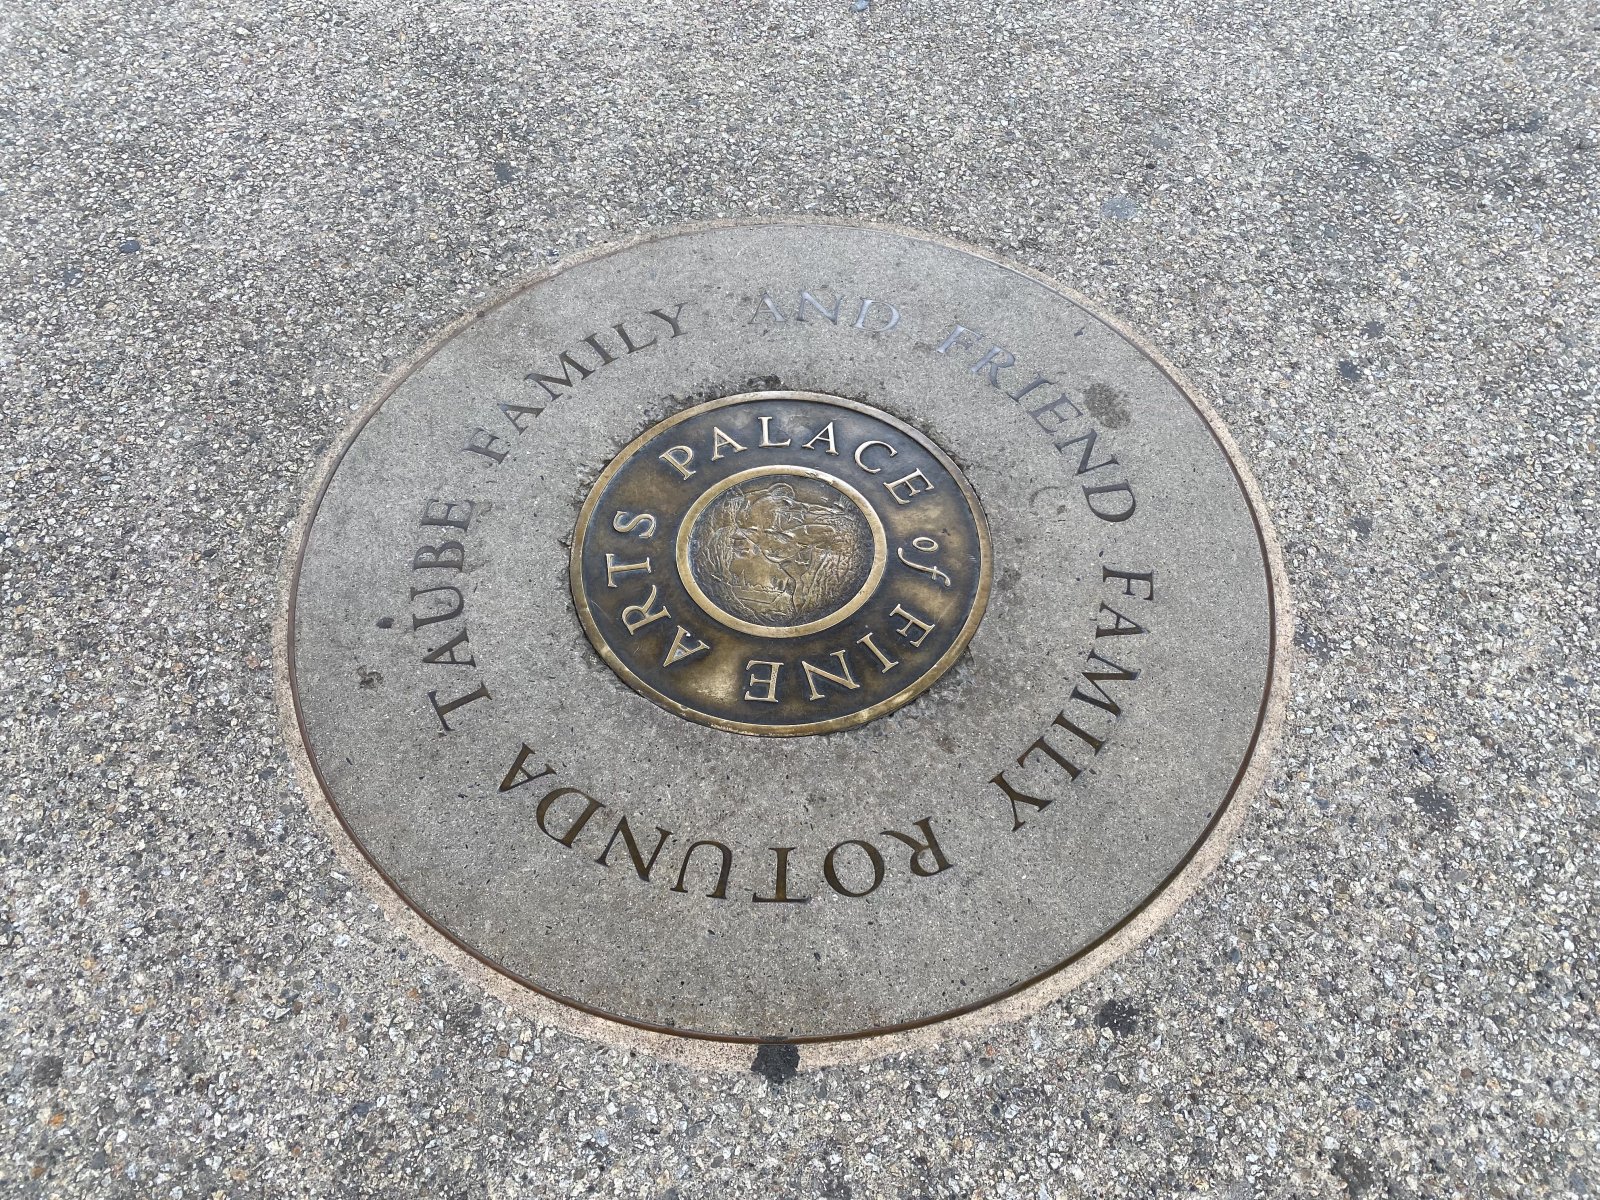 TAUBE FAMILY AND FRIEND FAMILY ROTUNDA
PALACE of FINE ARTS